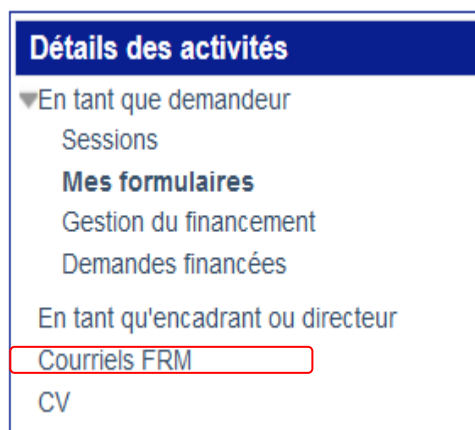 Détails des activités
En tant que demandeur
Sessions
Mes formulaires
Gestion du financement
Demandes financées
En tant qu'encadrant ou directeur
Courriels FRM
CV